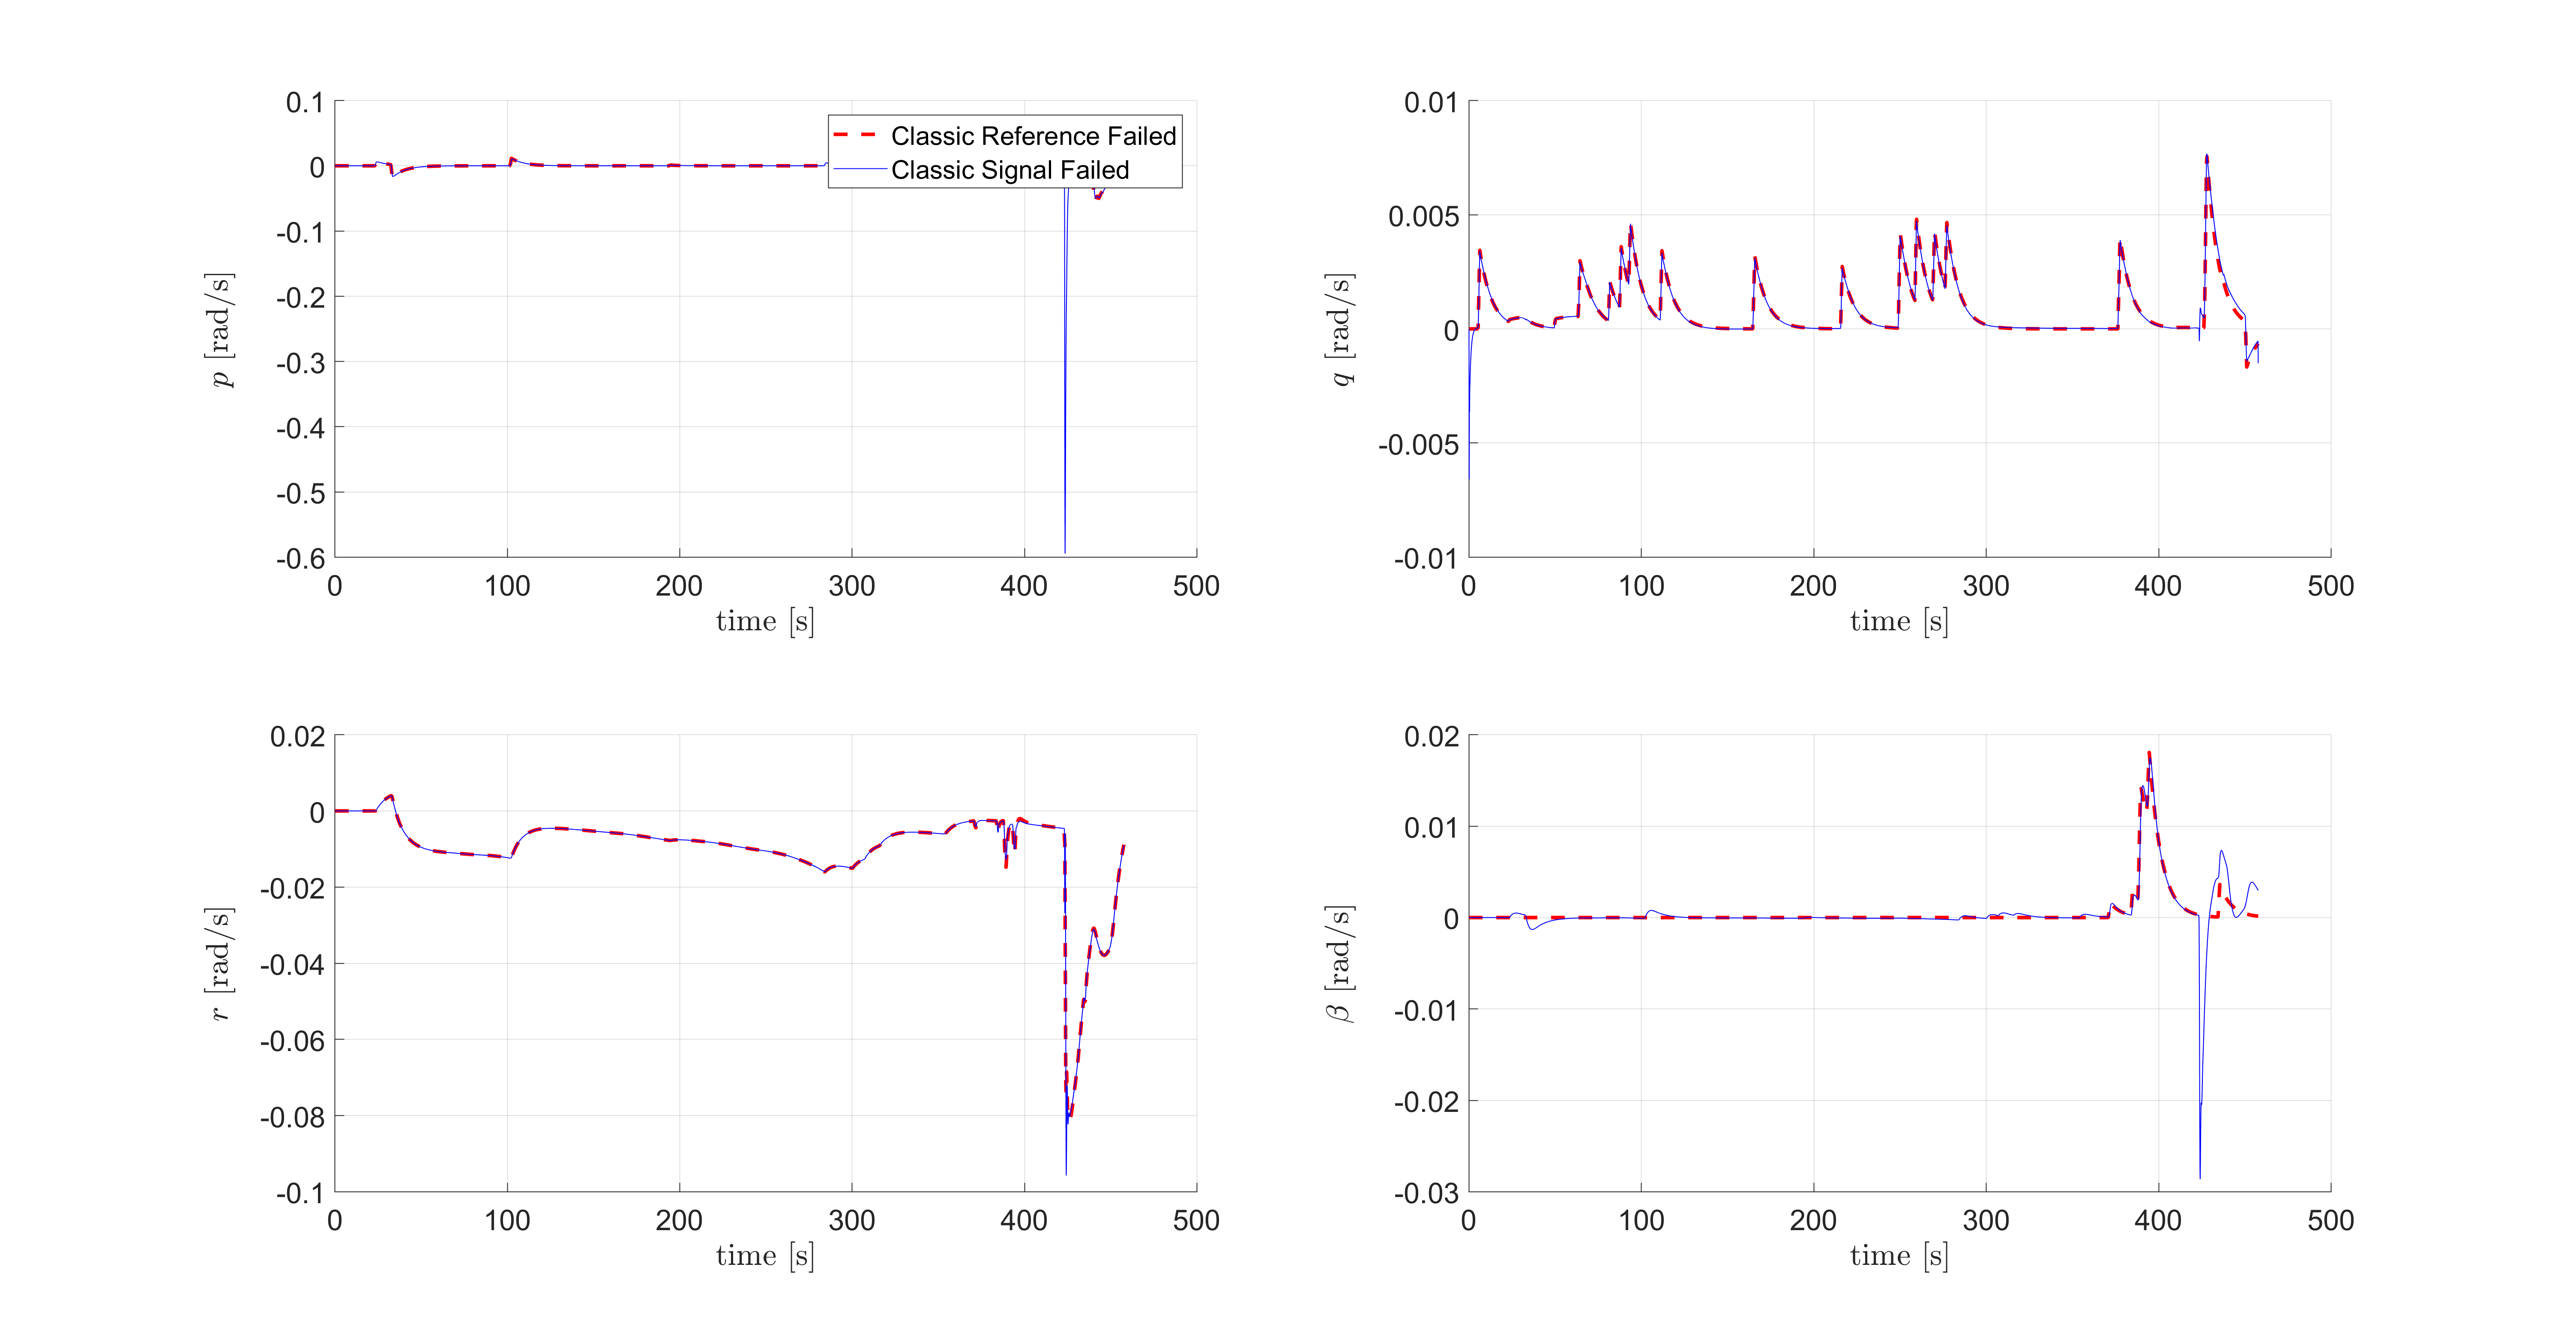 0.1
0
-0.1
-0.2
-0.3
-0.4
-0.5
-0.6
p [rad/s]
Classic Reference Failed
Classic Signal Failed
0 100 200 300 400 500
time [s]
0.01
0.005
0
-0.005
-0.01
q [rad/s]
0 100 200 300 400 500
time [s]
0.02
0
-0.02
-0.04
-0.06
-0.08
-0.1
r [rad/s]
0 100 200 300 400 500
time [s]
0.02
0.01
0
-0.01
-0.02
-0.03
β [rad/s]
0 100 200 300 400 500
time [s]